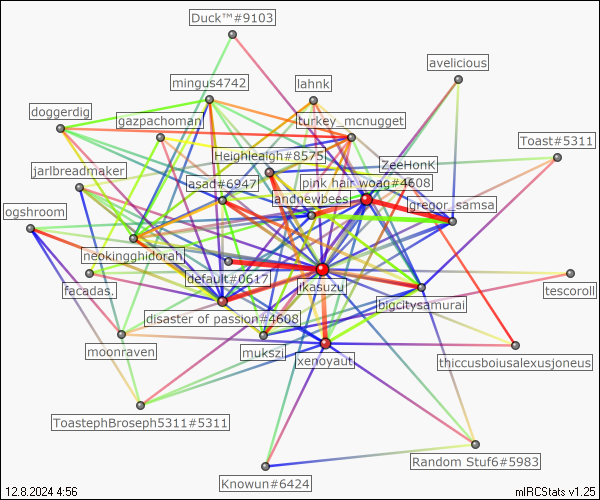 Duck™#9103
avelicious
mingus4742
lahnk
doggerdig
gazpachoman
turkey_mcnugget
Toast#5311
Heighleaigh#8575
ZeeHonK
jarlbreadmaker
asad#6947
pink hair woag#4608
andnewbees
gregor_samsa
ogshroom
neokingghidorah
facadas.
default#0617
jkasuzu
tescoroll
bigcitysamurai
disaster of passion#4608
moonraven
mukszi
xenoyaut
thiccusboiusalexusjoneus
ToastephBroseph5311#5311
Random Stuf6#5983
Knowun#6424
12.8.2024 4:56
mIRCStats v1.25